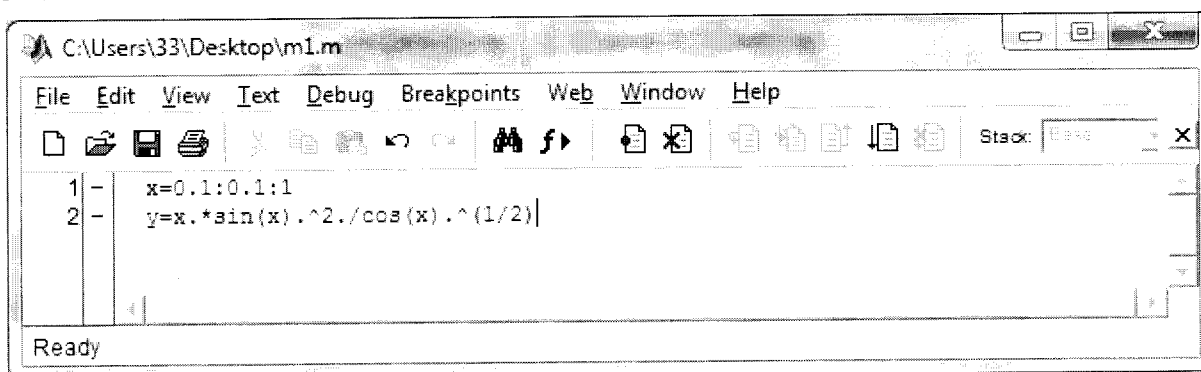 C:\Users\33\Desktop\m1.m
File Edit View Text Debug Breakpoints Web Window Help
Stack: Base
1 - x=0.1:0.1:1
2 - y=x.*sin(x).^2./cos(x).^(1/2)
Ready